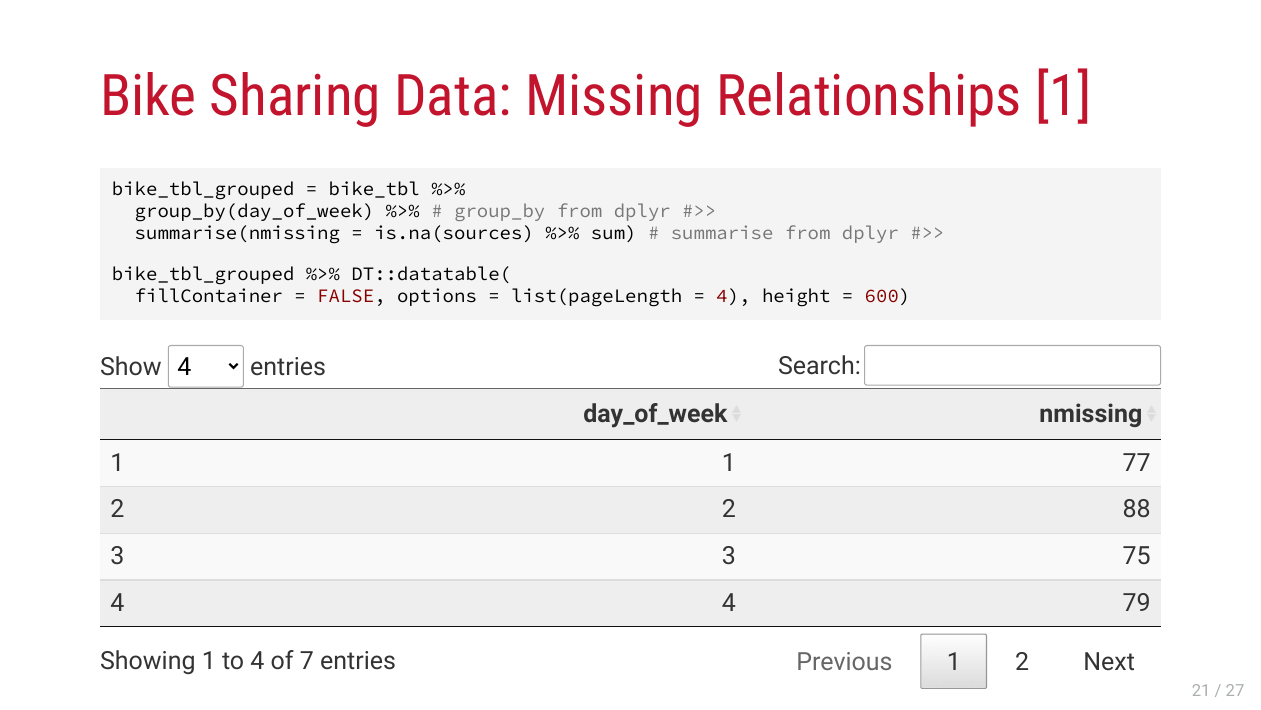 Bike Sharing Data: Missing Relationships [1]
bike_tbl_grouped = bike_tbl %>%
  group_by(day_of_week) %>% # group_by from dplyr #>>
  summarise(nmissing = is.na(sources) %>% sum) # summarise from dplyr #>>
bike_tbl_grouped %>% DT::datatable(
  fillContainer = FALSE, options = list(pageLength = 4), height = 600)
Show 4 entries Search:
day_of_week nmissing
1 1 77
2 2 88
3 3 75
4 4 79
Showing 1 to 4 of 7 entries Previous 1 2 Next
21 / 27